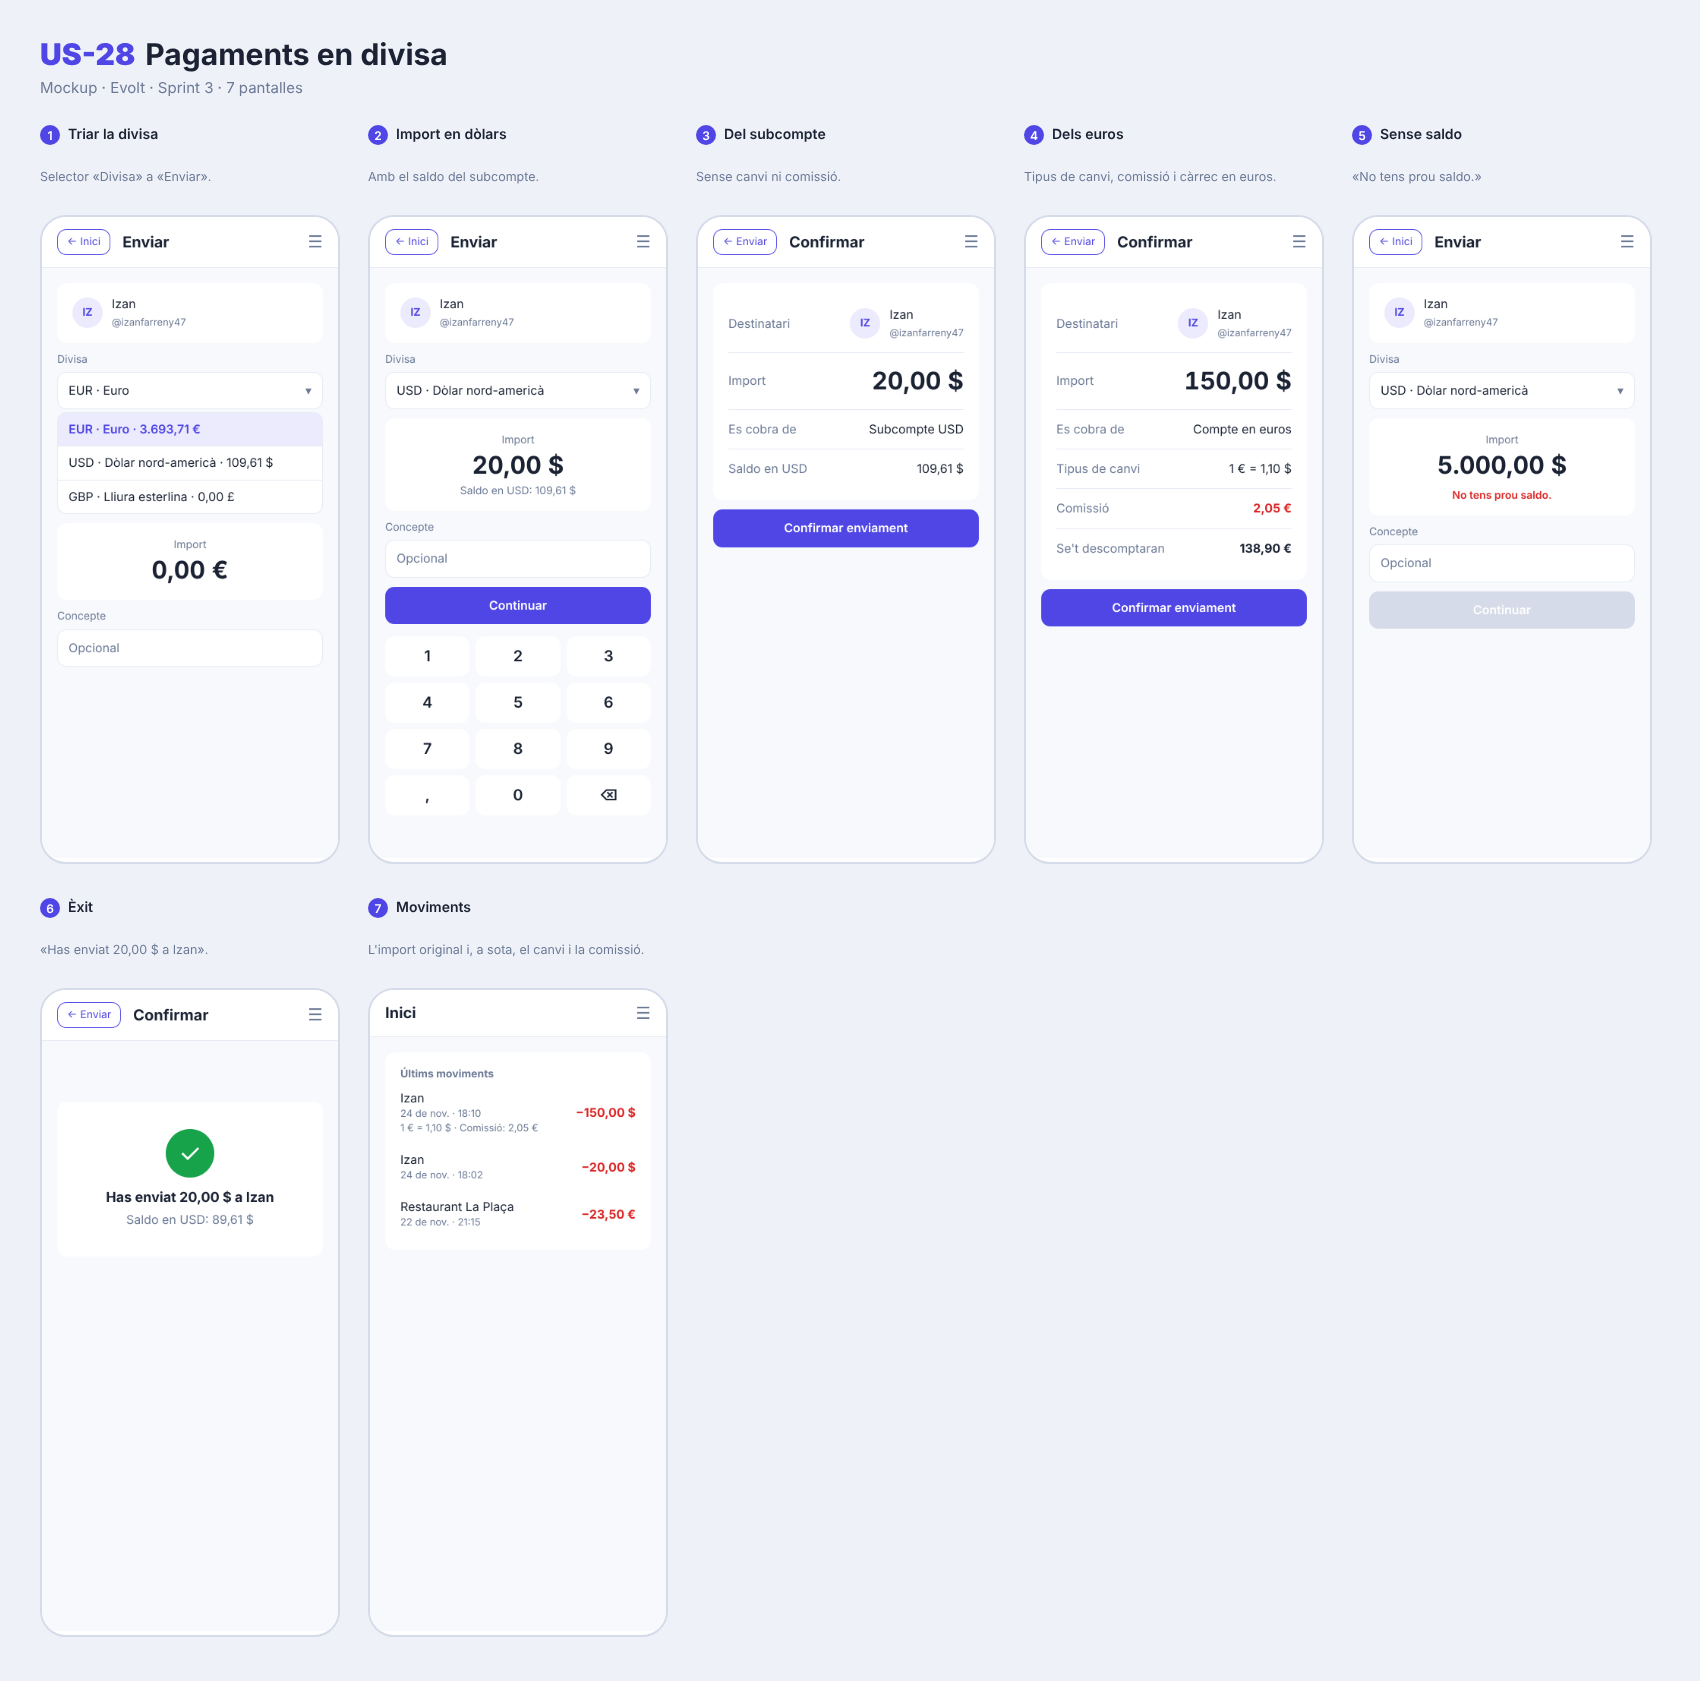 US-28 Pagaments en divisa
Mockup · Evolt · Sprint 3 · 7 pantalles
1 Triar la divisa
Selector «Divisa» a «Enviar».
← Inici Enviar ☰
IZ Izan
@izanfarreny47
Divisa
EUR · Euro ▾
EUR · Euro · 3.693,71 €
USD · Dòlar nord-americà · 109,61 $
GBP · Lliura esterlina · 0,00 £
Import
0,00 €
Concepte
Opcional
2 Import en dòlars
Amb el saldo del subcompte.
← Inici Enviar ☰
IZ Izan
@izanfarreny47
Divisa
USD · Dòlar nord-americà ▾
Import
20,00 $
Saldo en USD: 109,61 $
Concepte
Opcional
Continuar
1 2 3
4 5 6
7 8 9
, 0 ⌫
3 Del subcompte
Sense canvi ni comissió.
← Enviar Confirmar ☰
Destinatari IZ Izan
@izanfarreny47
Import 20,00 $
Es cobra de Subcompte USD
Saldo en USD 109,61 $
Confirmar enviament
4 Dels euros
Tipus de canvi, comissió i càrrec en euros.
← Enviar Confirmar ☰
Destinatari IZ Izan
@izanfarreny47
Import 150,00 $
Es cobra de Compte en euros
Tipus de canvi 1 € = 1,10 $
Comissió 2,05 €
Se't descomptaran 138,90 €
Confirmar enviament
5 Sense saldo
«No tens prou saldo.»
← Inici Enviar ☰
IZ Izan
@izanfarreny47
Divisa
USD · Dòlar nord-americà ▾
Import
5.000,00 $
No tens prou saldo.
Concepte
Opcional
Continuar
6 Èxit
«Has enviat 20,00 $ a Izan».
← Enviar Confirmar ☰
Has enviat 20,00 $ a Izan
Saldo en USD: 89,61 $
7 Moviments
L'import original i, a sota, el canvi i la comissió.
Inici ☰
Últims moviments
Izan
24 de nov. · 18:10 −150,00 $
1 € = 1,10 $ · Comissió: 2,05 €
Izan
24 de nov. · 18:02 −20,00 $
Restaurant La Plaça
22 de nov. · 21:15 −23,50 €